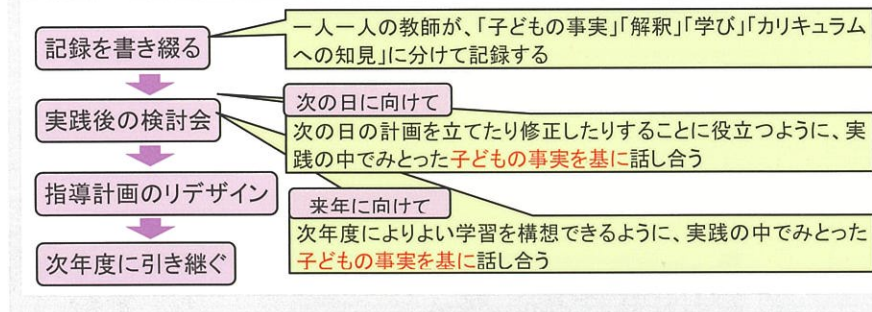 記録を書き綴る
一人一人の教師が、「子どもの事実」「解釈」「学び」「カリキュラム
への知見」に分けて記録する
実践後の検討会
次の日に向けて
次の日の計画を立てたり修正したりすることに役立つように、実
践の中でみとった子どもの事実を基に話し合う
指導計画のリデザイン
来年に向けて
次年度によりよい学習を構想できるように、実践の中でみとった
子どもの事実を基に話し合う
次年度に引き継ぐ